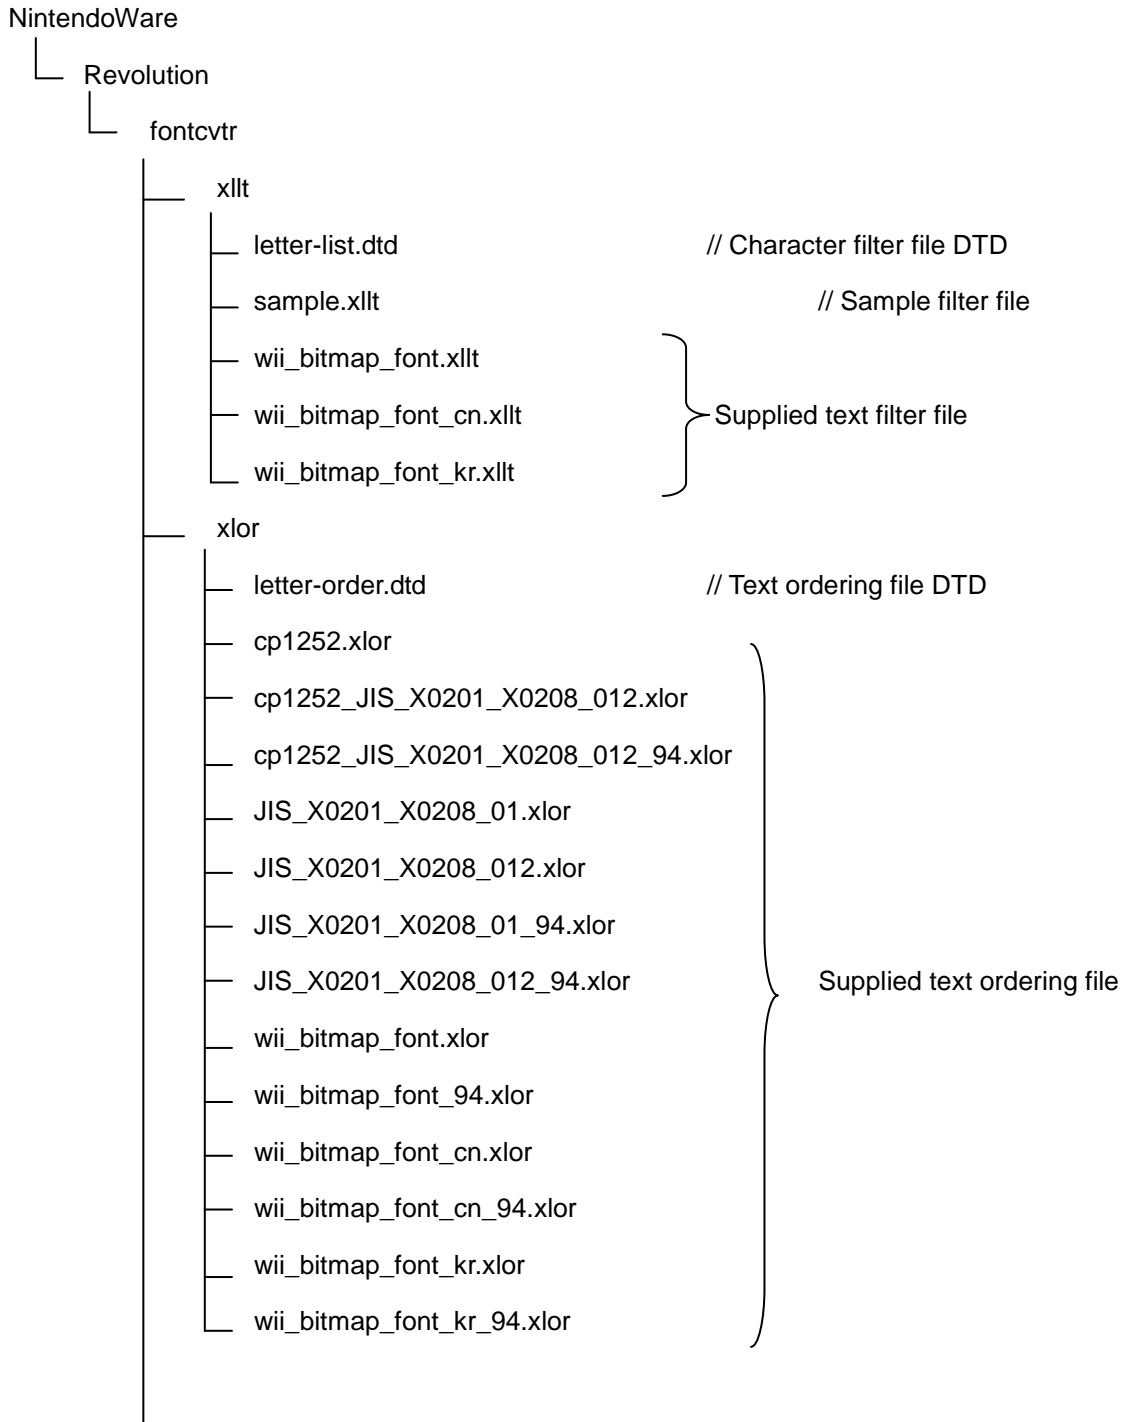 NintendoWare
Revolution
fontcvtr
xllt
letter-list.dtd // Character filter file DTD
sample.xllt // Sample filter file
wii_bitmap_font.xllt
wii_bitmap_font_cn.xllt Supplied text filter file
wii_bitmap_font_kr.xllt
xlor
letter-order.dtd // Text ordering file DTD
cp1252.xlor
cp1252_JIS_X0201_X0208_012.xlor
cp1252_JIS_X0201_X0208_012_94.xlor
JIS_X0201_X0208_01.xlor
JIS_X0201_X0208_012.xlor
JIS_X0201_X0208_01_94.xlor
JIS_X0201_X0208_012_94.xlor Supplied text ordering file
wii_bitmap_font.xlor
wii_bitmap_font_94.xlor
wii_bitmap_font_cn.xlor
wii_bitmap_font_cn_94.xlor
wii_bitmap_font_kr.xlor
wii_bitmap_font_kr_94.xlor